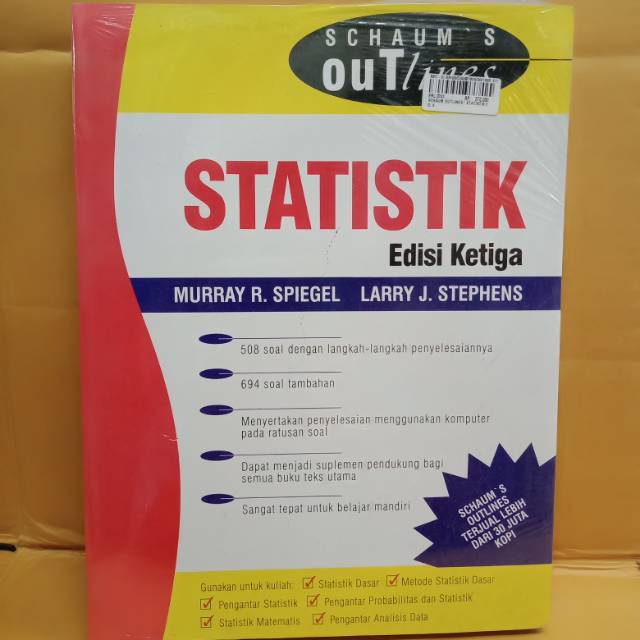 SCHAUM`S
ouTlines
STATISTIK
Edisi Ketiga
MURRAY R. SPIEGEL LARRY J. STEPHENS
508 soal dengan langkah-langkah penyelesaiannya
694 soal tambahan
Menyertakan penyelesaian menggunakan komputer
pada ratusan soal
Dapat menjadi suplemen pendukung bagi
semua buku teks utama
Sangat tepat untuk belajar mandiri
SCHAUM`S
OUTLINES
TERJUAL LEBIH
DARI 30 JUTA
KOPI
Gunakan untuk kuliah: Statistik Dasar Metode Statistik Dasar
Pengantar Statistik Pengantar Probabilitas dan Statistik
Statistik Matematis Pengantar Analisis Data